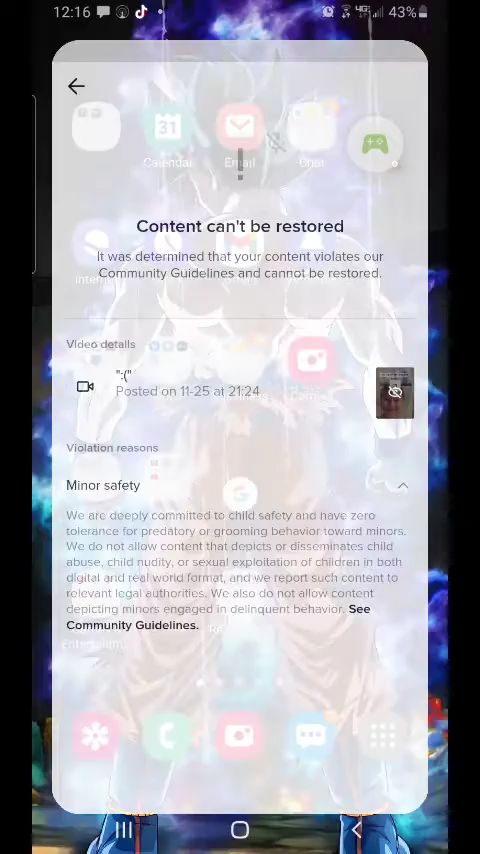 12:16
4G
43%
31
Calendar
Email
Chat
Content can't be restored
It was determined that your content violates our
Community Guidelines and cannot be restored.
Video details
":("
Posted on 11-25 at 21:24
Violation reasons
Minor safety
We are deeply committed to child safety and have zero
tolerance for predatory or grooming behavior toward minors.
We do not allow content that depicts or disseminates child
abuse, child nudity, or sexual exploitation of children in both
digital and real world format, and we report such content to
relevant legal authorities. We also do not allow content
depicting minors engaged in delinquent behavior. See
Community Guidelines.